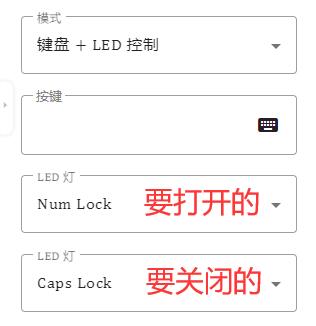 模式
键盘 + LED 控制
按键
LED 灯
Num Lock 要打开的
LED 灯
Caps Lock 要关闭的